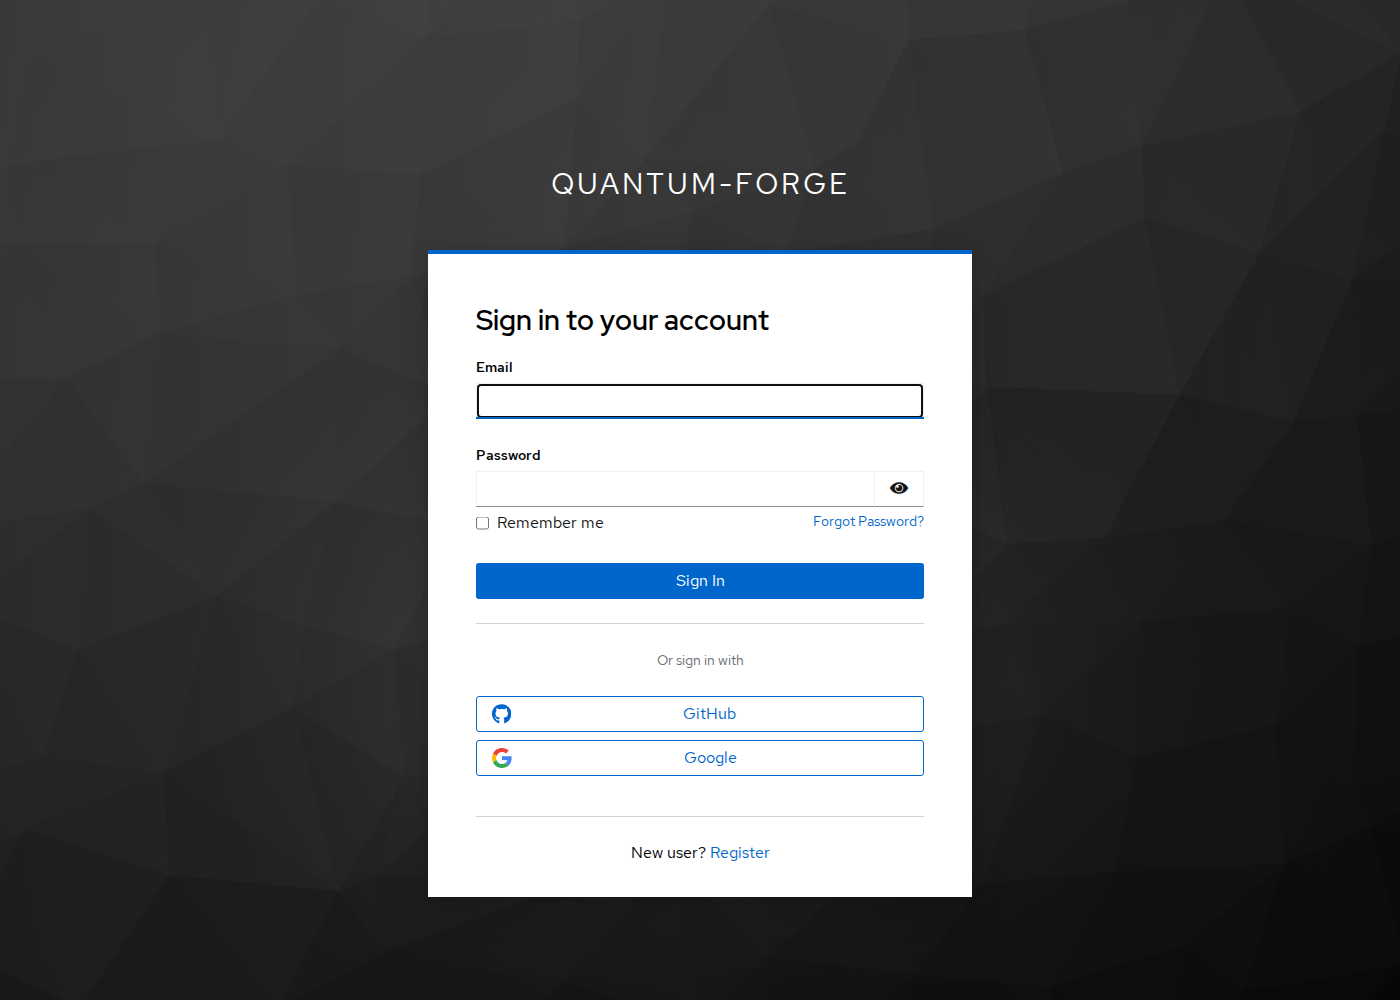 QUANTUM-FORGE
Sign in to your account
Email
Password
Remember me
Forgot Password?
Sign In
Or sign in with
GitHub
Google
New user? Register